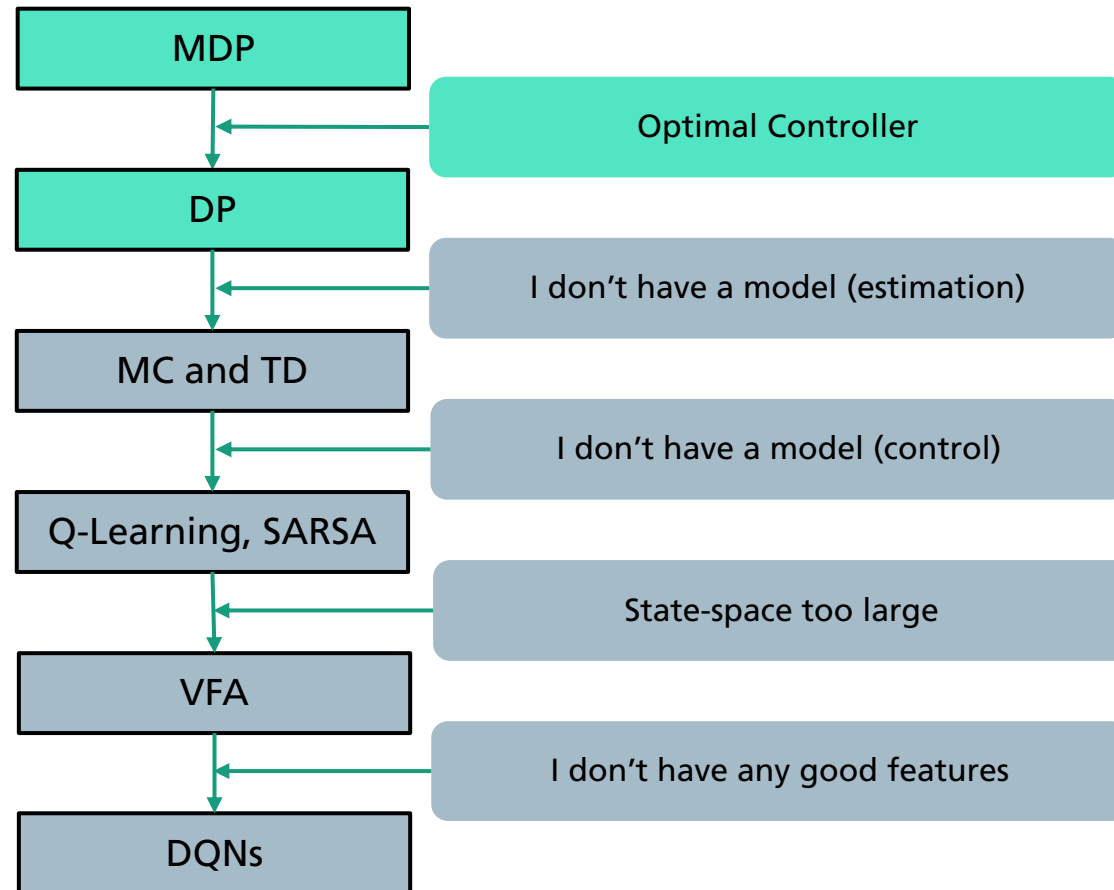 MDP
Optimal Controller
DP
I don’t have a model (estimation)
MC and TD
I don’t have a model (control)
Q-Learning, SARSA
State-space too large
VFA
I don’t have any good features
DQNs